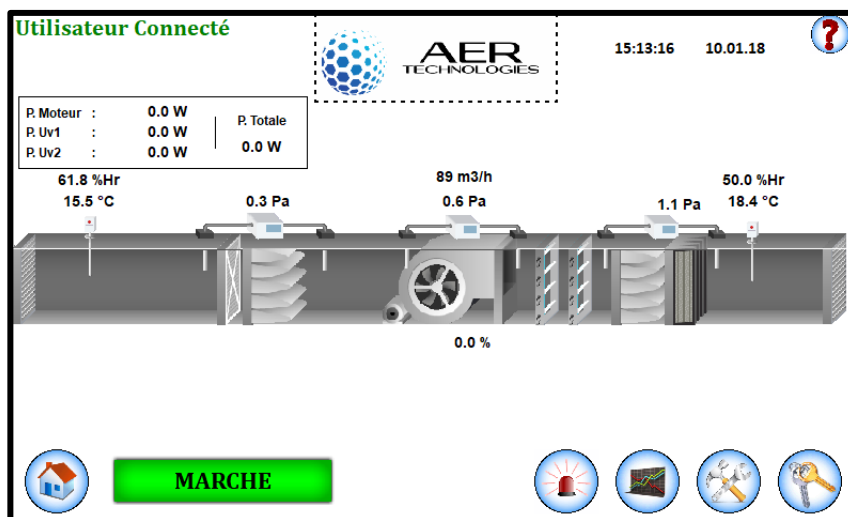 Utilisateur Connecté
AER
TECHNOLOGIES
15:13:16 10.01.18
?
P. Moteur : 0.0 W
P. Uv1 : 0.0 W
P. Uv2 : 0.0 W
P. Totale
0.0 W
61.8 %Hr
15.5 °C
0.3 Pa
89 m3/h
0.6 Pa
1.1 Pa
50.0 %Hr
18.4 °C
0.0 %
MARCHE